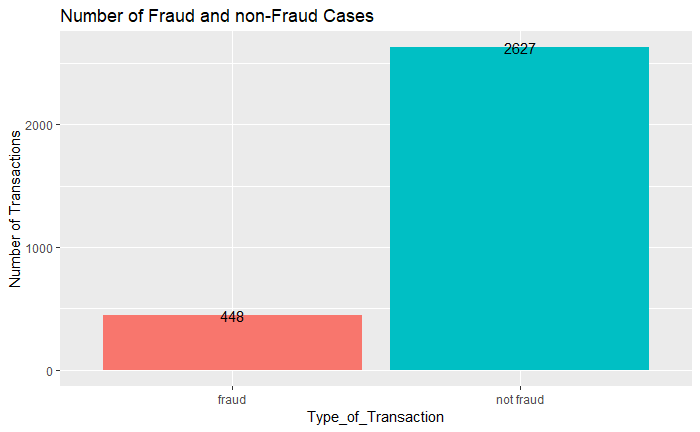 Number of Fraud and non-Fraud Cases
Number of Transactions
2000
1000
0
2627
448
fraud
not fraud
Type_of_Transaction